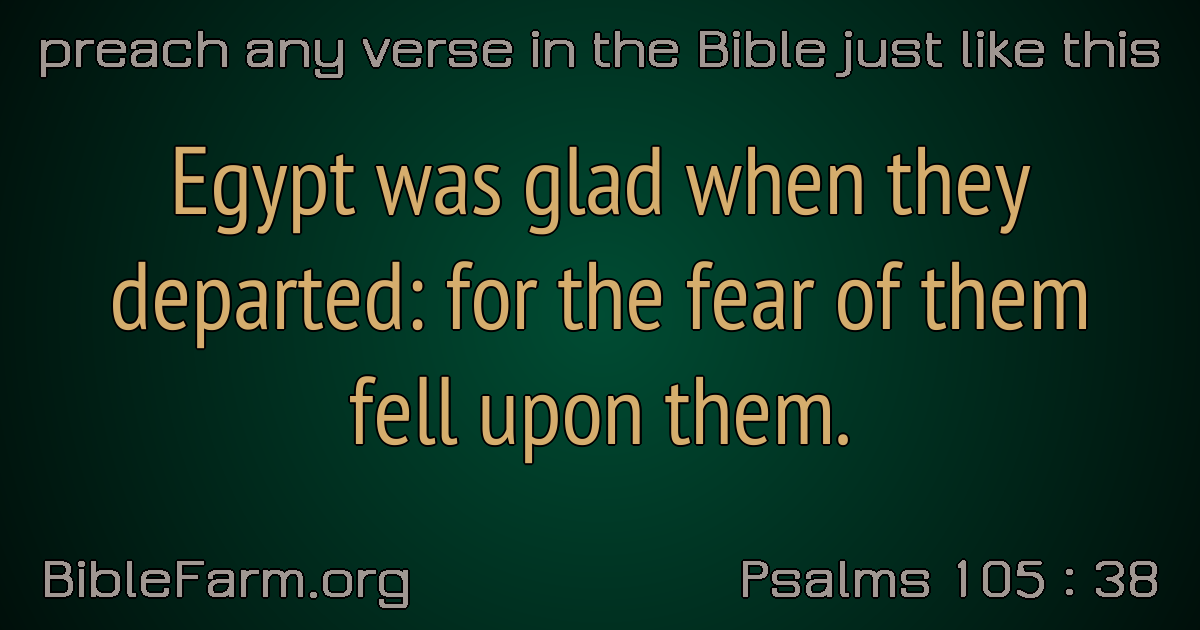 preach any verse in the Bible just like this
Egypt was glad when they
departed: for the fear of them
fell upon them.
BibleFarm.org
Psalms 105 : 38